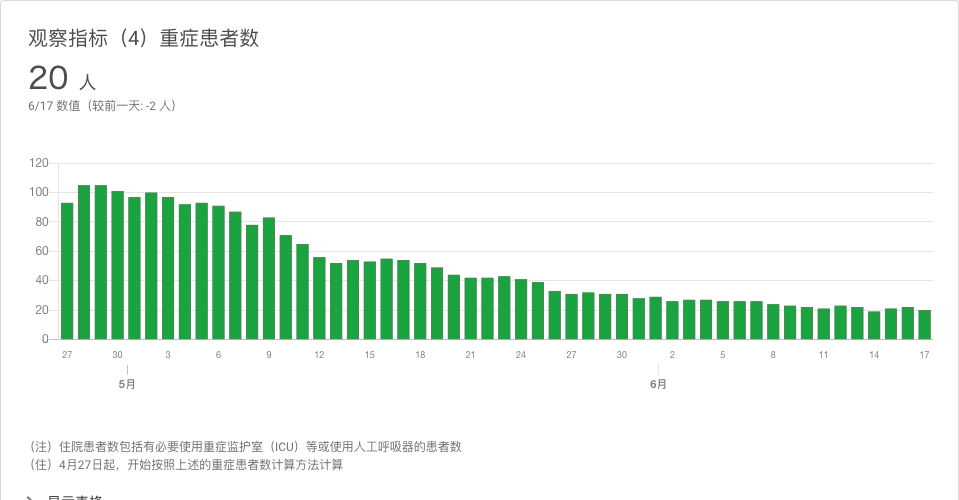 观察指标（4）重症患者数
20 人
6/17 数值（较前一天: -2 人）
120
100
80
60
40
20
0
27 30 3 6 9 12 15 18 21 24 27 30 2 5 8 11 14 17
5月 6月
（注）住院患者数包括有必要使用重症监护室（ICU）等或使用人工呼吸器的患者数
（住）4月27日起，开始按照上述的重症患者数计算方法计算
显示表格